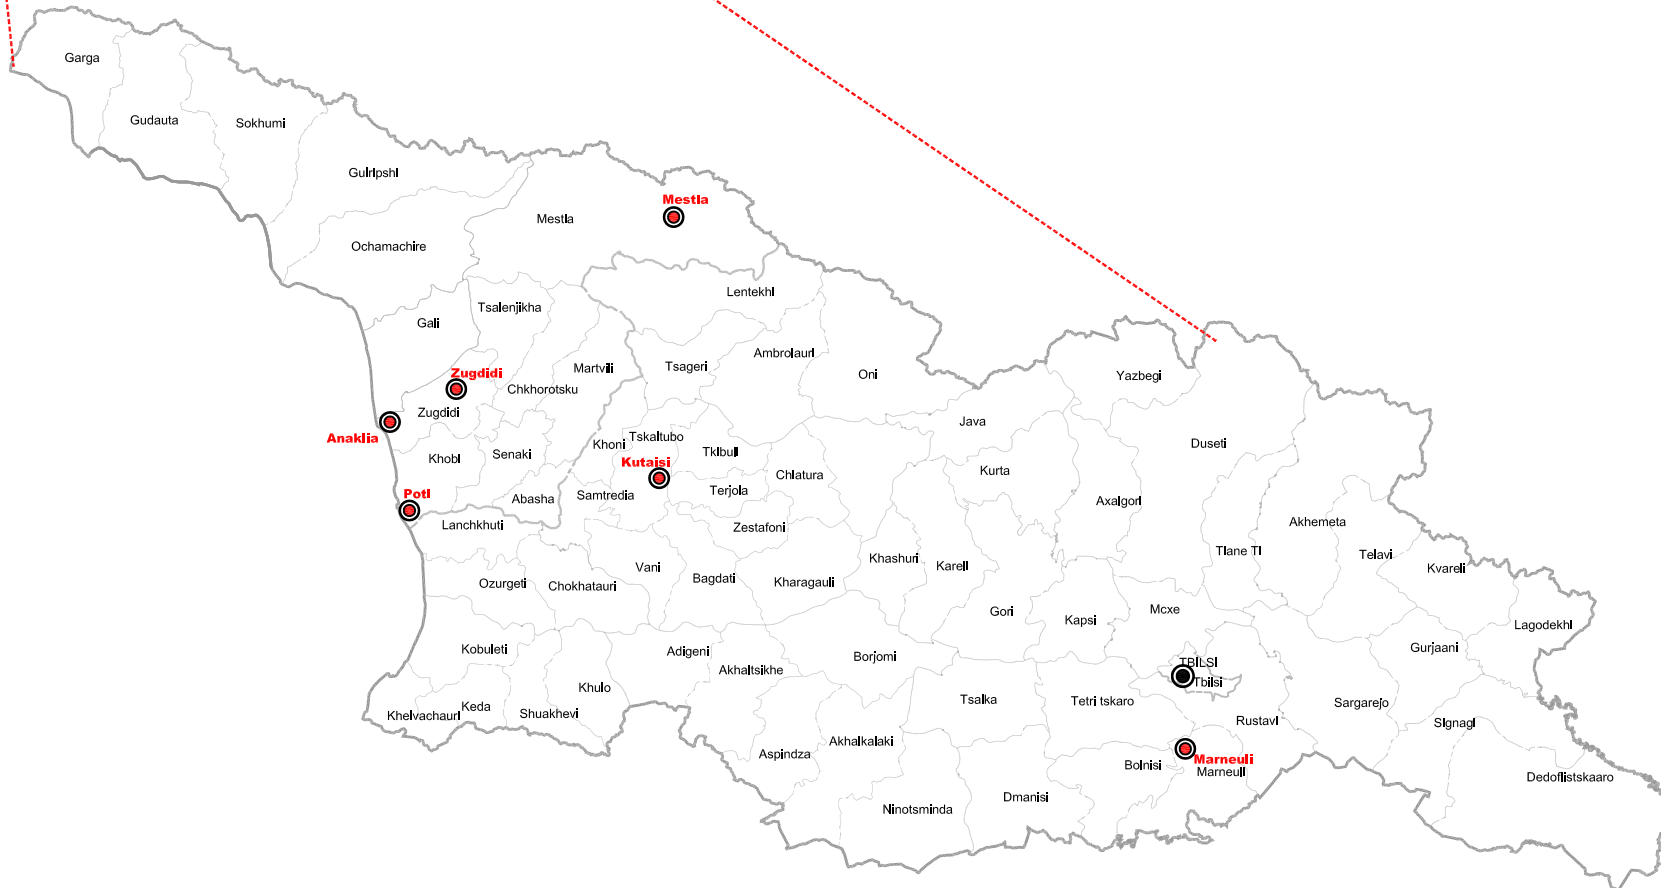 Garga
Gudauta
Sokhumi
Gulripshi
Mestia
Mestia
Ochamachire
Lentekhi
Tsalenjikha
Gali
Ambrolauri
Martvili
Tsageri
Oni
Yazbegi
Zugdidi
Chkhorotsku
Zugdidi
Java
Anaklia
Tskaltubo
Khoni
Tkibuli
Duseti
Senaki
Khobi
Kutaisi
Chiatura
Kurta
Poti
Abasha
Samtredia
Terjola
Axalgori
Lanchkhuti
Zestafoni
Akhemeta
Tiane Ti
Telavi
Khashuri
Kareli
Vani
Kvareli
Ozurgeti
Chokhatauri
Bagdati
Kharagauli
Gori
Kapsi
Mcxe
Lagodekhi
Kobuleti
Adigeni
Akhaltsikhe
Borjomi
Gurjaani
TBILSI
Tbilsi
Khulo
Tsalka
Tetri tskaro
Sargarejo
Keda
Khelvachauri
Shuakhevi
Rustavi
Signagi
Akhalkalaki
Aspindza
Marneuli
Bolnisi
Marneuli
Dedoflistskaaro
Dmanisi
Ninotsminda